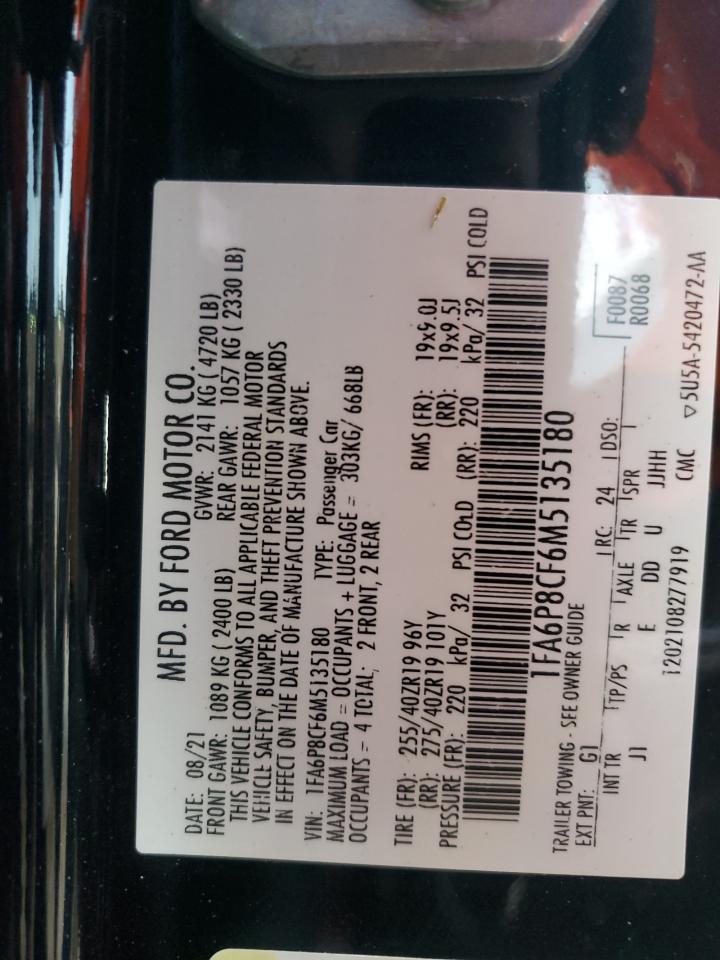 MFD. BY FORD MOTOR CO.
DATE: 08/21 GVWR: 2141 KG ( 4720 LB)
FRONT GAWR: 1089 KG ( 2400 LB) REAR GAWR: 1057 KG ( 2330 LB)
THIS VEHICLE CONFORMS TO ALL APPLICABLE FEDERAL MOTOR
VEHICLE SAFETY, BUMPER, AND THEFT PREVENTION STANDARDS
IN EFFECT ON THE DATE OF MANUFACTURE SHOWN ABOVE.
VIN: 1FA6P8CF6M5135180 TYPE: Passenger Car
MAXIMUM LOAD = OCCUPANTS + LUGGAGE = 303KG/ 668LB
OCCUPANTS = 4 TOTAL; 2 FRONT, 2 REAR
TIRE (FR): 255/40ZR19 96Y RIMS (FR): 19x9.0J
(RR): 275/40ZR19 101Y (RR): 19x9.5J
PRESSURE (FR): 220 kPa/ 32 PSI COLD (RR): 220 kPa/ 32 PSI COLD
1FA6P8CF6M5135180
TRAILER TOWING - SEE OWNER GUIDE
EXT PNT: G1 RC: 24 DSO: F0087
INT TR TP/PS R AXLE TR SPR R0068
J1 E DD U JJHH
1202108277919 CMC ▽5U5A-5420472-AA